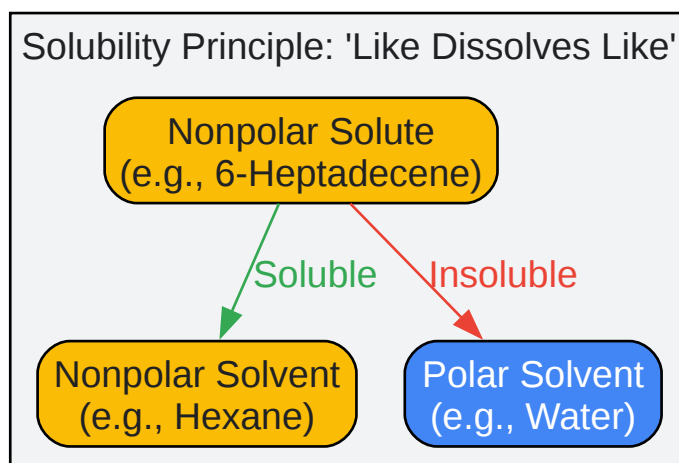 Solubility Principle: 'Like Dissolves Like'
Nonpolar Solute
(e.g., 6-Heptadecene)
Soluble
Insoluble
Nonpolar Solvent
(e.g., Hexane)
Polar Solvent
(e.g., Water)